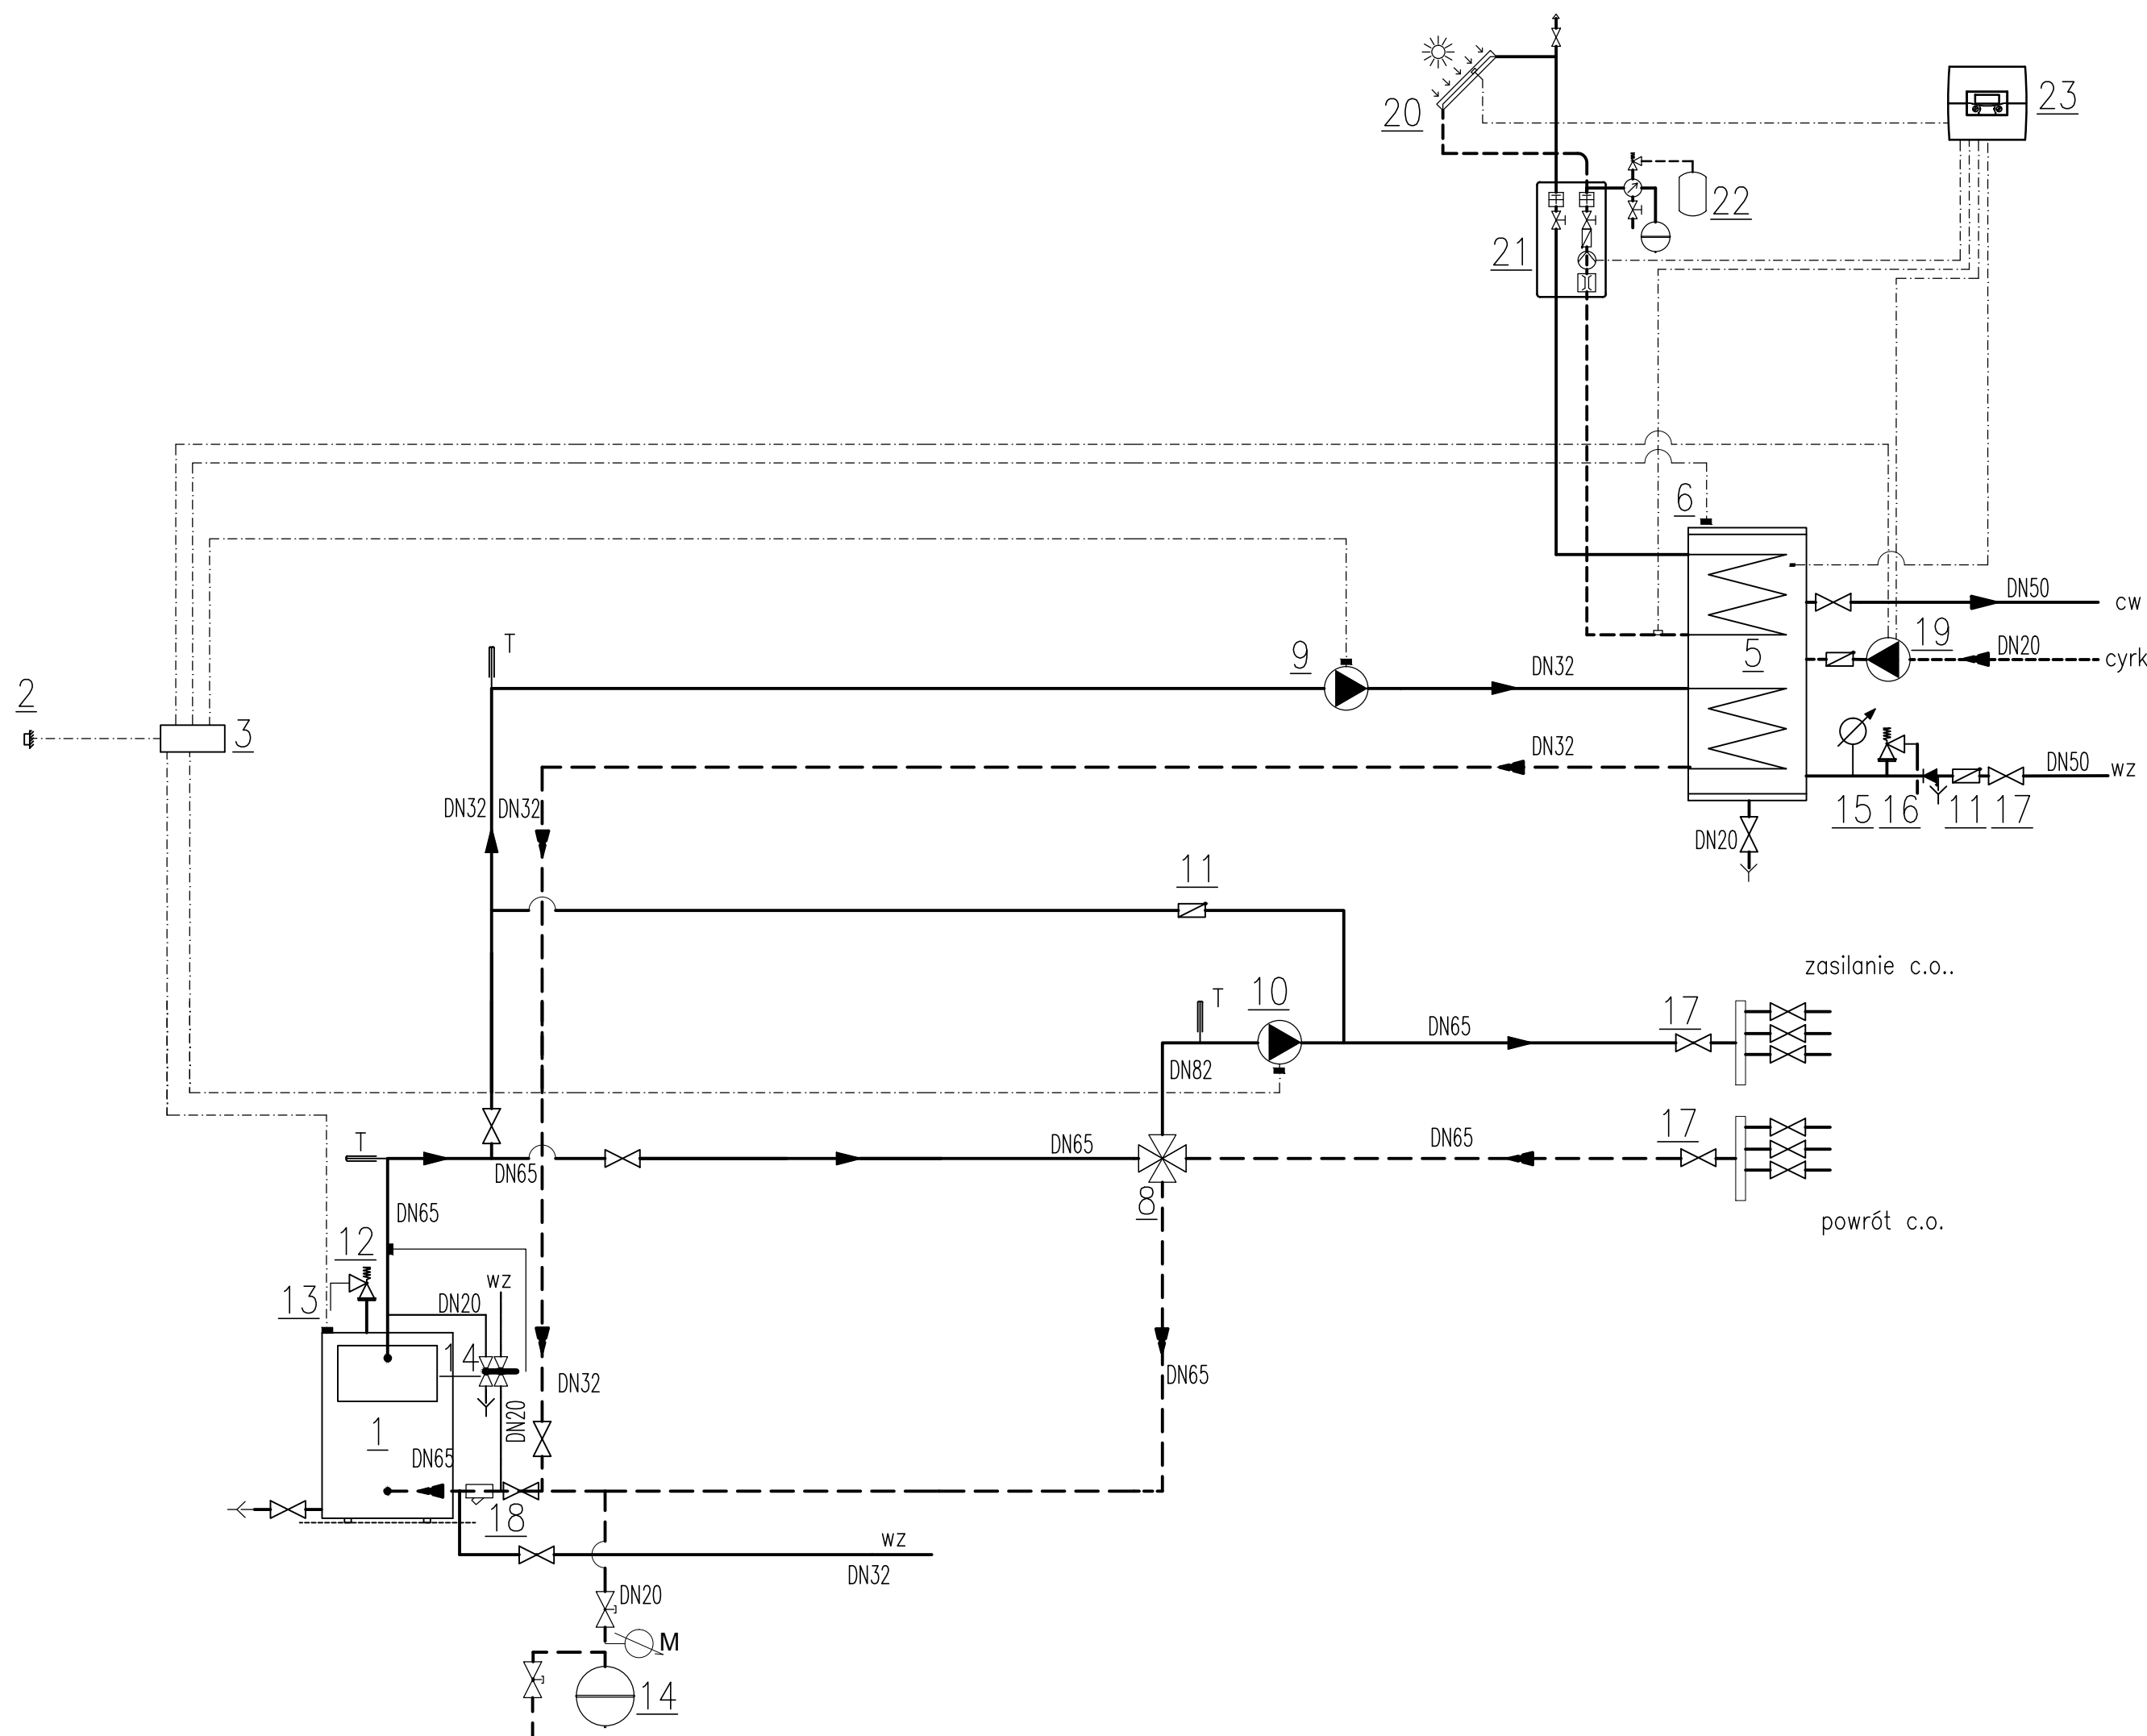 20
23
22
21
6
DN50
cw
9
DN32
5
19
DN20
cyrk
T
2
3
DN32
DN50
wz
15
16
11
17
DN32
DN32
DN20
11
zasilanie c.o..
10
T
DN65
17
DN82
T
DN65
DN65
DN65
17
DN65
8
powrót c.o.
12
13
wz
DN20
14
1
DN32
DN65
DN20
DN65
18
wz
DN32
DN20
M
14